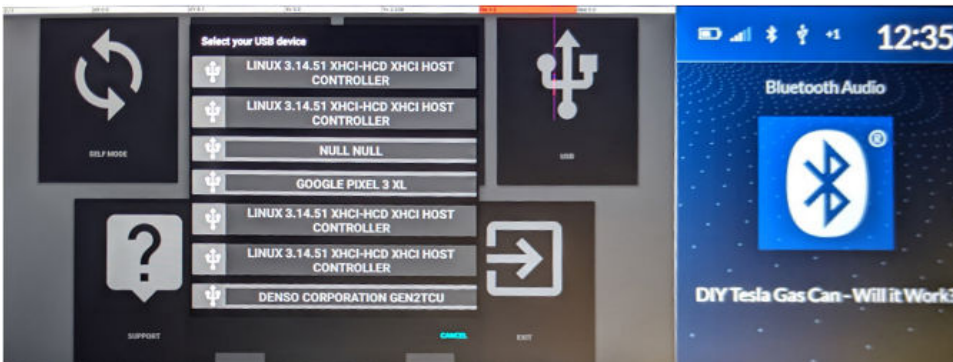 Select your USB device
LINUX 3.14.51 XHCI-HCD XHCI HOST
CONTROLLER
LINUX 3.14.51 XHCI-HCD XHCI HOST
CONTROLLER
NULL NULL
GOOGLE PIXEL 3 XL
LINUX 3.14.51 XHCI-HCD XHCI HOST
CONTROLLER
LINUX 3.14.51 XHCI-HCD XHCI HOST
CONTROLLER
DENSO CORPORATION GEN2TCU
CANCEL
SELF MODE
USB
SUPPORT
EXIT
+1
12:35
Bluetooth Audio
®
DIY Tesla Gas Can - Will it Work?